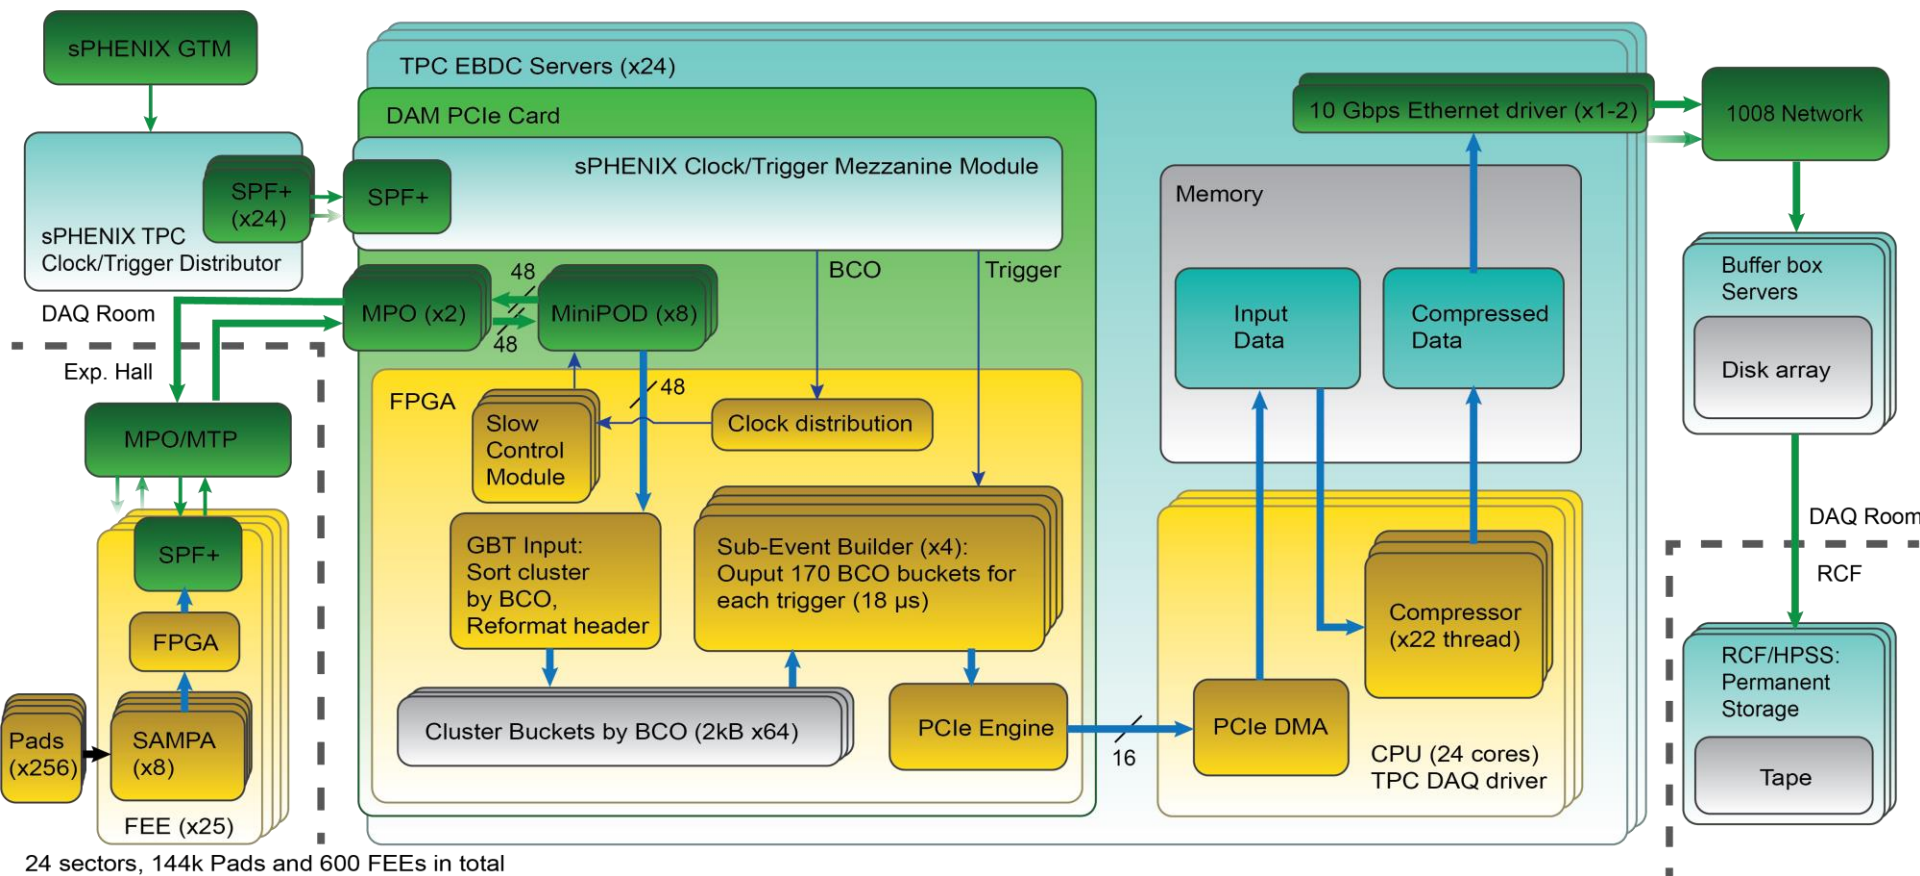 sPHENIX GTM
SPF+
(x24)
sPHENIX TPC
Clock/Trigger Distributor
DAQ Room
Exp. Hall
MPO/MTP
SPF+
FPGA
SAMPA
(x8)
Pads
(x256)
FEE (x25)
24 sectors, 144k Pads and 600 FEEs in total
TPC EBDC Servers (x24)
DAM PCIe Card
sPHENIX Clock/Trigger Mezzanine Module
SPF+
BCO
Trigger
MPO (x2)
48
48
MiniPOD (x8)
48
FPGA
Slow
Control
Module
Clock distribution
GBT Input:
Sort cluster
by BCO,
Reformat header
Sub-Event Builder (x4):
Ouput 170 BCO buckets for
each trigger (18 µs)
Cluster Buckets by BCO (2kB x64)
PCIe Engine
16
10 Gbps Ethernet driver (x1-2)
Memory
Input
Data
Compressed
Data
Compressor
(x22 thread)
PCIe DMA
CPU (24 cores)
TPC DAQ driver
1008 Network
Buffer box
Servers
Disk array
DAQ Room
RCF
RCF/HPSS:
Permanent
Storage
Tape